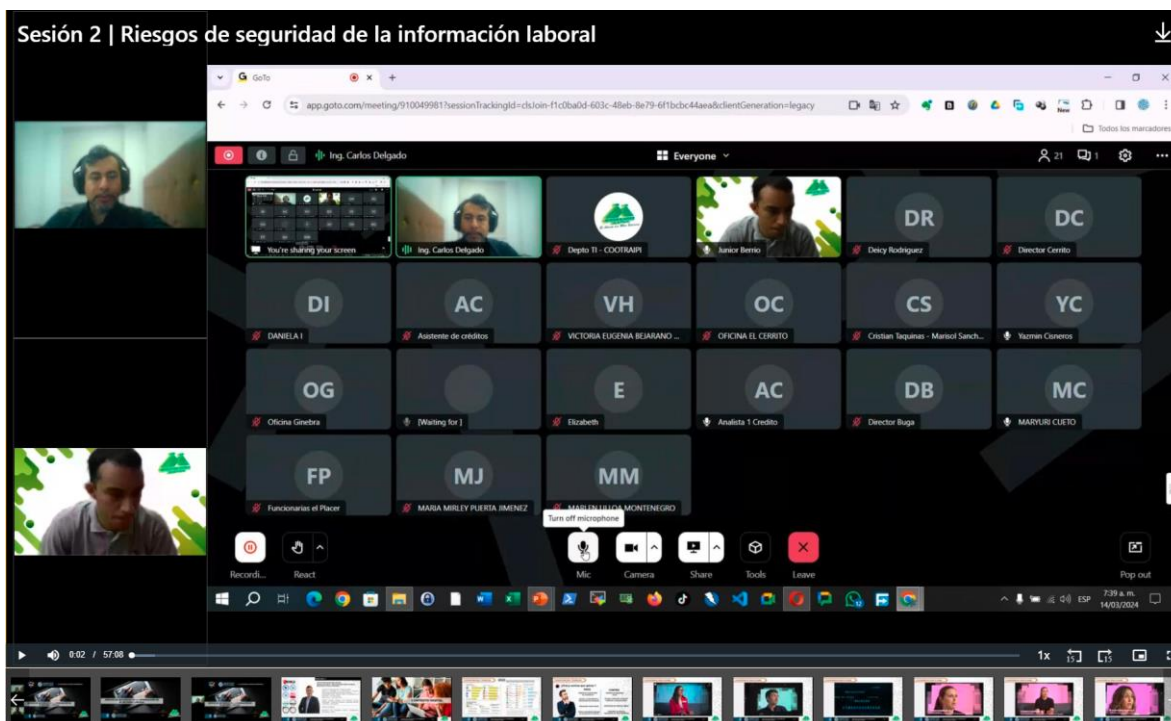 Sesión 2 | Riesgos de seguridad de la información laboral
GoTo
app.goto.com/meeting/910049981?sessionTrackingId=clsJoin-f1c0ba0d-603c-48eb-8e79-6f1bcbc44aea&clientGeneration=legacy
New
Todos los marcadores
Ing. Carlos Delgado
Everyone
21
1
You're sharing your screen
Ing. Carlos Delgado
Depto TI - COOTRAIPI
Junior Berrio
DR
Deicy Rodriguez
DC
Director Cerrito
DI
DANIELA I
AC
Asistente de créditos
VH
VICTORIA EUGENIA BEJARANO ...
OC
OFICINA EL CERRITO
CS
Cristian Taquinas - Marisol Sanch...
YC
Yazmin Cisneros
OG
Oficina Ginebra
[Waiting for ]
E
Elizabeth
AC
Analista 1 Credito
DB
Director Buga
MC
MARYURI CUETO
FP
Funcionarias el Placer
MJ
MARIA MIRLEY PUERTA JIMENEZ
MM
MARLEN ULLOA MONTENEGRO
Turn off microphone
Recordi...
React
Mic
Camera
Share
Tools
Leave
Pop out
ESP
7:39 a. m.
14/03/2024
0:02 / 57:08
1x
15
15